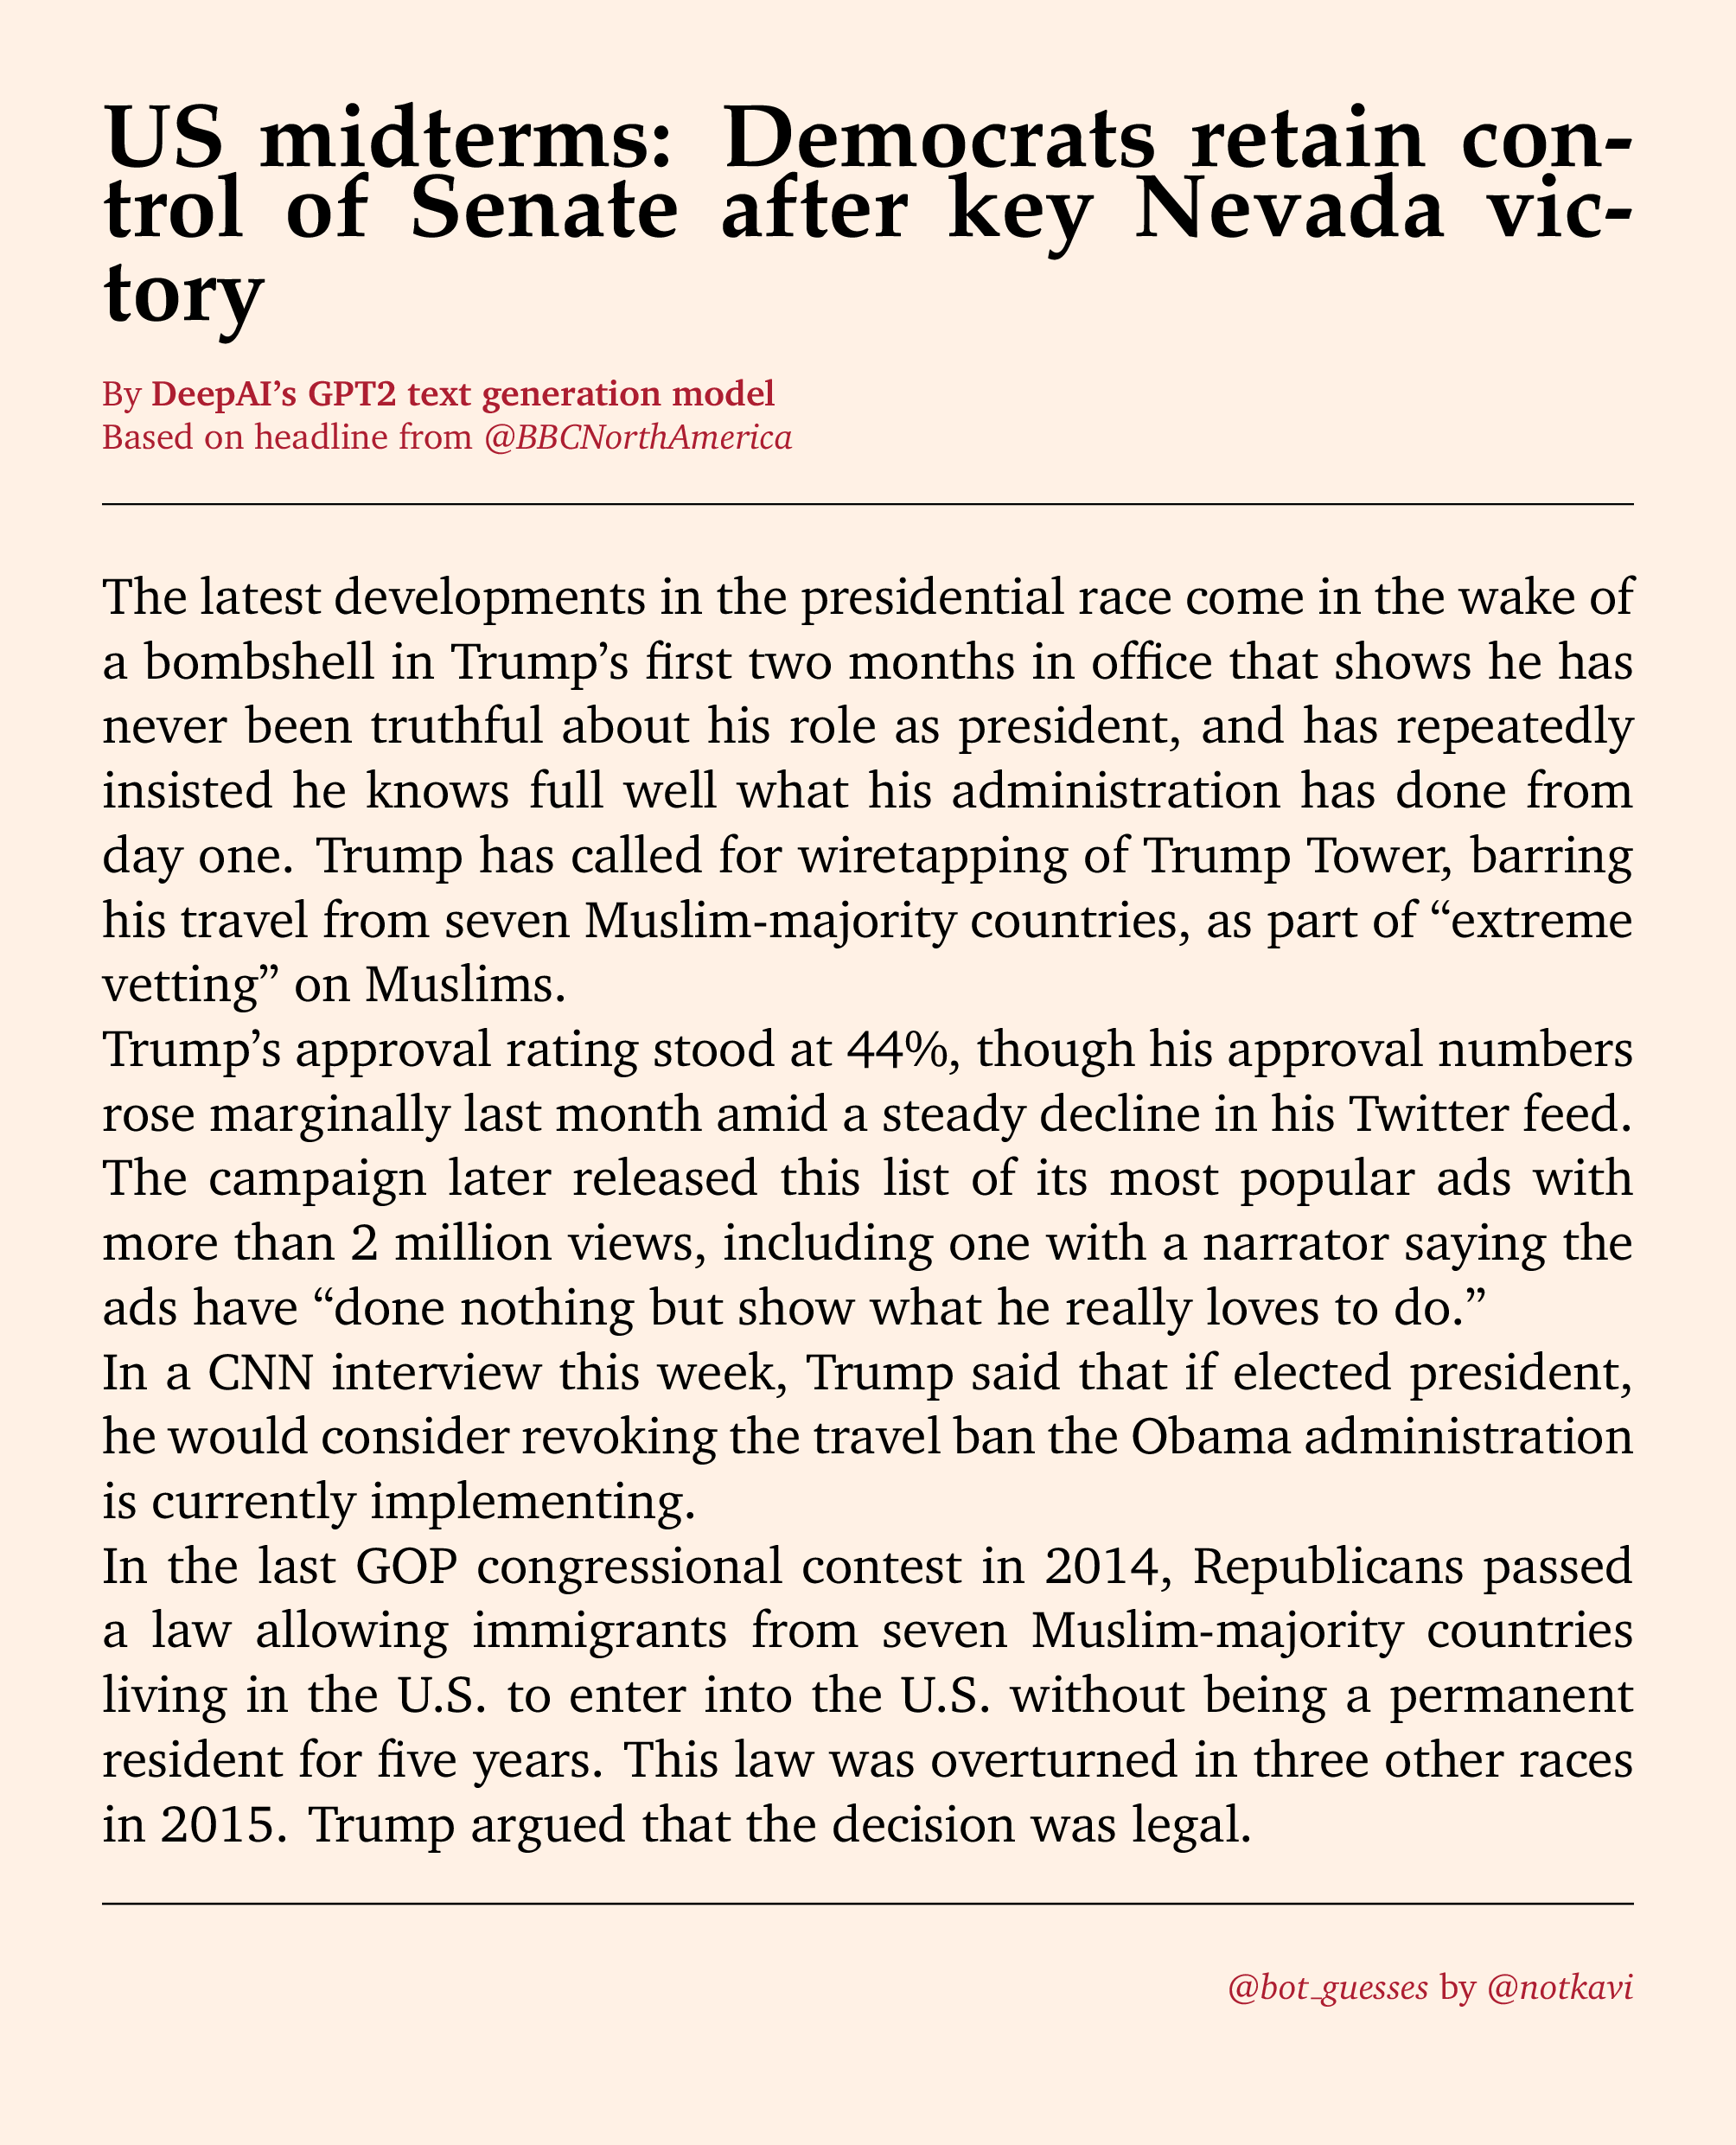 US midterms: Democrats retain con-
trol of Senate after key Nevada vic-
tory
By DeepAI’s GPT2 text generation model
Based on headline from @BBCNorthAmerica
The latest developments in the presidential race come in the wake of
a bombshell in Trump’s first two months in office that shows he has
never been truthful about his role as president, and has repeatedly
insisted he knows full well what his administration has done from
day one. Trump has called for wiretapping of Trump Tower, barring
his travel from seven Muslim-majority countries, as part of “extreme
vetting” on Muslims.
Trump’s approval rating stood at 44%, though his approval numbers
rose marginally last month amid a steady decline in his Twitter feed.
The campaign later released this list of its most popular ads with
more than 2 million views, including one with a narrator saying the
ads have “done nothing but show what he really loves to do.”
In a CNN interview this week, Trump said that if elected president,
he would consider revoking the travel ban the Obama administration
is currently implementing.
In the last GOP congressional contest in 2014, Republicans passed
a law allowing immigrants from seven Muslim-majority countries
living in the U.S. to enter into the U.S. without being a permanent
resident for five years. This law was overturned in three other races
in 2015. Trump argued that the decision was legal.
@bot_guesses by @notkavi